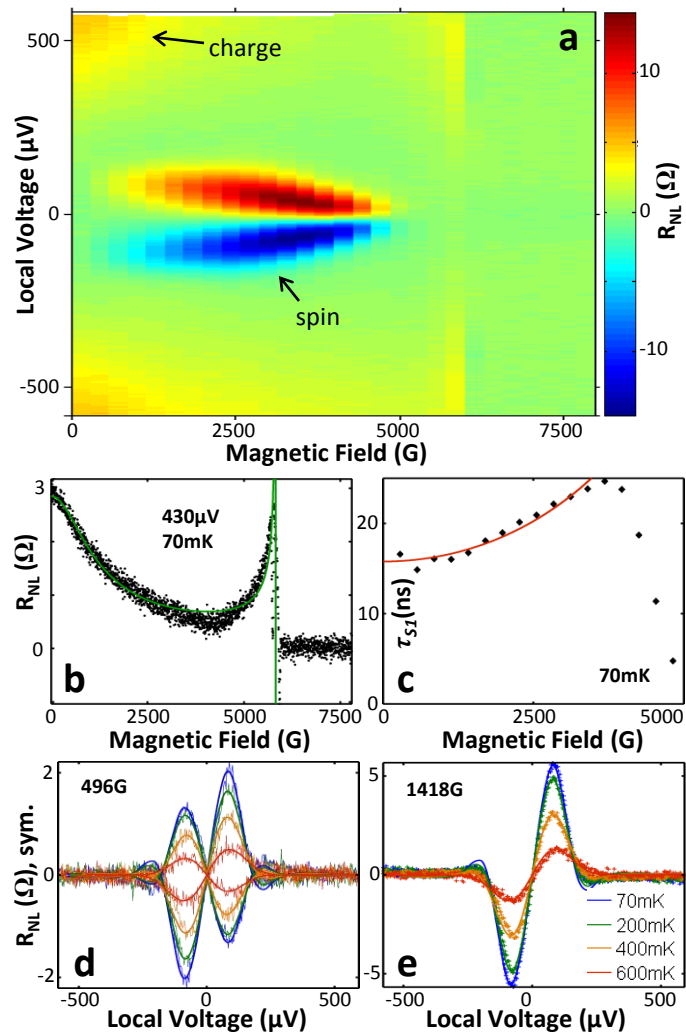 a
charge
spin
500
0
-500
Local Voltage (µV)
0
2500
5000
7500
Magnetic Field (G)
10
0
-10
R_NL (Ω)
b
430µV
70mK
3
0
R_NL (Ω)
0
2500
5000
7500
Magnetic Field (G)
c
70mK
20
10
0
τ_S1(ns)
0
2500
5000
Magnetic Field (G)
d
496G
2
0
-2
R_NL (Ω), sym.
-500
0
500
Local Voltage (µV)
e
1418G
5
0
-5
70mK
200mK
400mK
600mK
-500
0
500
Local Voltage (µV)